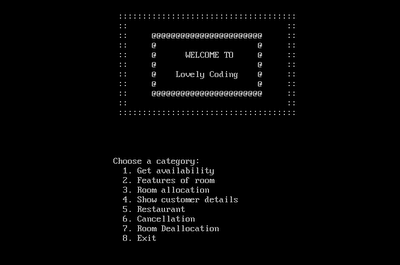 :::::::::::::::::::::::::::::::::::::
:: ::
:: @@@@@@@@@@@@@@@@@@@@@@@ ::
:: @ @ ::
:: @ WELCOME TO @ ::
:: @ @ ::
:: @ Lovely Coding @ ::
:: @ @ ::
:: @@@@@@@@@@@@@@@@@@@@@@@ ::
:: ::
:::::::::::::::::::::::::::::::::::::
Choose a category:
1. Get availability
2. Features of room
3. Room allocation
4. Show customer details
5. Restaurant
6. Cancellation
7. Room Deallocation
8. Exit